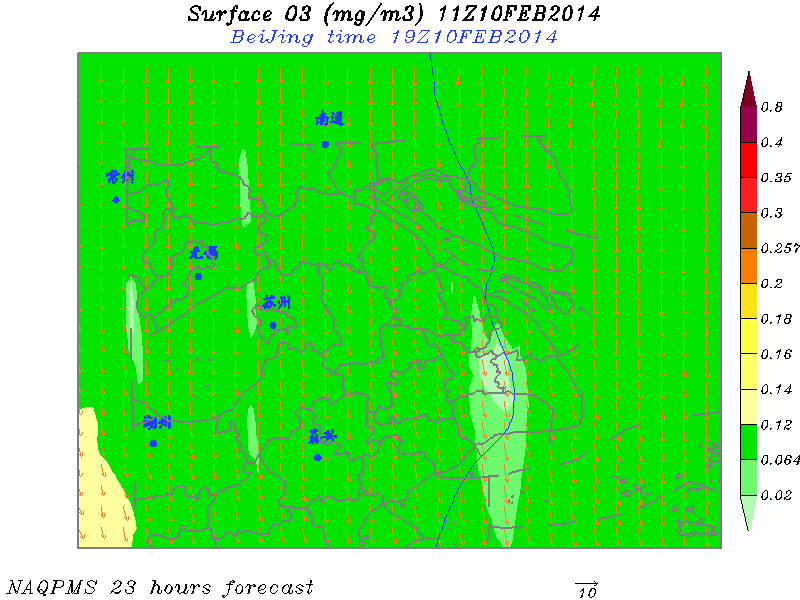 Surface O3 (mg/m3) 11Z10FEB2014
BeiJing time 19Z10FEB2014
南通
常州
无锡
苏州
湖州
嘉兴
0.8
0.4
0.35
0.3
0.257
0.2
0.18
0.16
0.14
0.12
0.064
0.02
NAQPMS 23 hours forecast
10